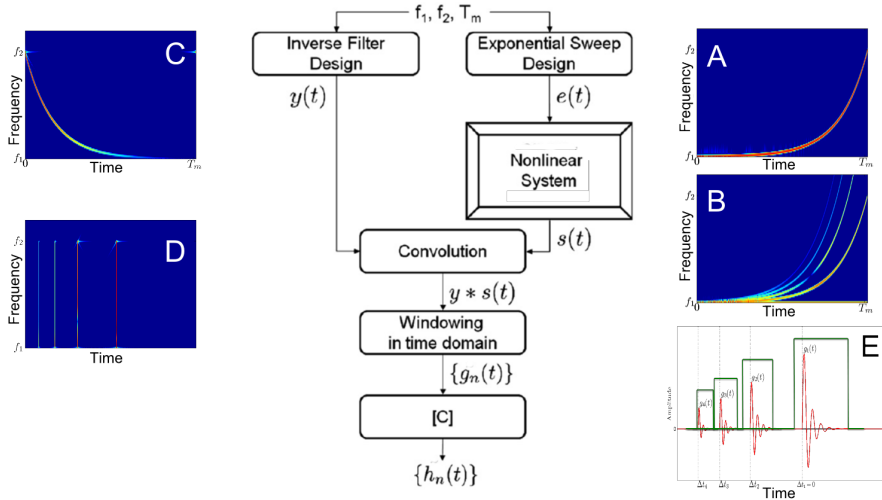 f₁, f₂, Tₘ
Inverse Filter
Design
Exponential Sweep
Design
y(t)
e(t)
Nonlinear
System
s(t)
Convolution
y * s(t)
Windowing
in time domain
{gₙ(t)}
[C]
{hₙ(t)}
C
f₂
Frequency
f₁
0
Time
Tₘ
D
f₂
Frequency
f₁
Time
A
f₂
Frequency
f₁
0
Time
Tₘ
B
f₂
Frequency
f₁
0
Time
Tₘ
E
Amplitude
0
g₄(t)
g₃(t)
g₂(t)
g₁(t)
Δt₄
Δt₃
Δt₂
Δt₁=0
Time